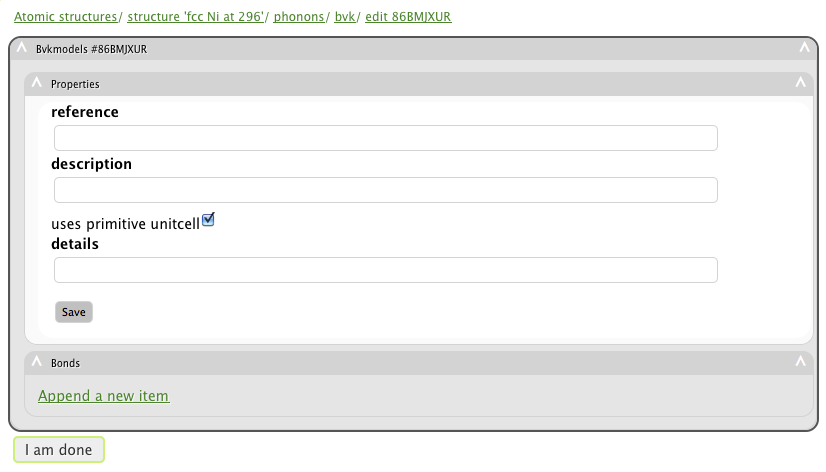 Atomic structures/ structure 'fcc Ni at 296'/ phonons/ bvk/ edit 86BMJXUR
Bvkmodels #86BMJXUR
Properties
reference
description
uses primitive unitcell
details
Save
Bonds
Append a new item
I am done